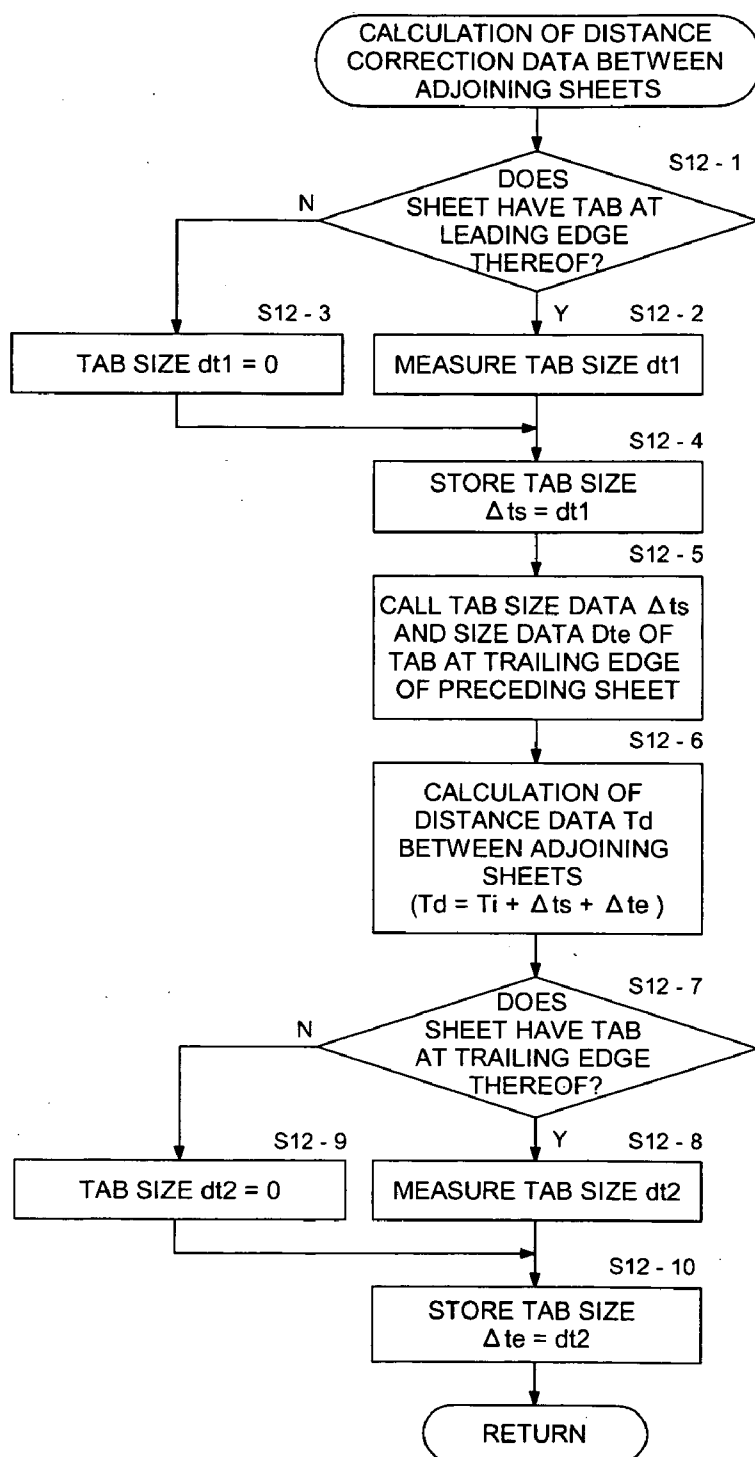 CALCULATION OF DISTANCE
CORRECTION DATA BETWEEN
ADJOINING SHEETS
S12 - 1
DOES
SHEET HAVE TAB AT
LEADING EDGE
THEREOF?
N
Y
S12 - 3
TAB SIZE dt1 = 0
S12 - 2
MEASURE TAB SIZE dt1
S12 - 4
STORE TAB SIZE
Δts = dt1
S12 - 5
CALL TAB SIZE DATA Δts
AND SIZE DATA Dte OF
TAB AT TRAILING EDGE
OF PRECEDING SHEET
S12 - 6
CALCULATION OF
DISTANCE DATA Td
BETWEEN ADJOINING
SHEETS
(Td = Ti + Δts + Δte )
S12 - 7
DOES
SHEET HAVE TAB
AT TRAILING EDGE
THEREOF?
N
Y
S12 - 9
TAB SIZE dt2 = 0
S12 - 8
MEASURE TAB SIZE dt2
S12 - 10
STORE TAB SIZE
Δte = dt2
RETURN